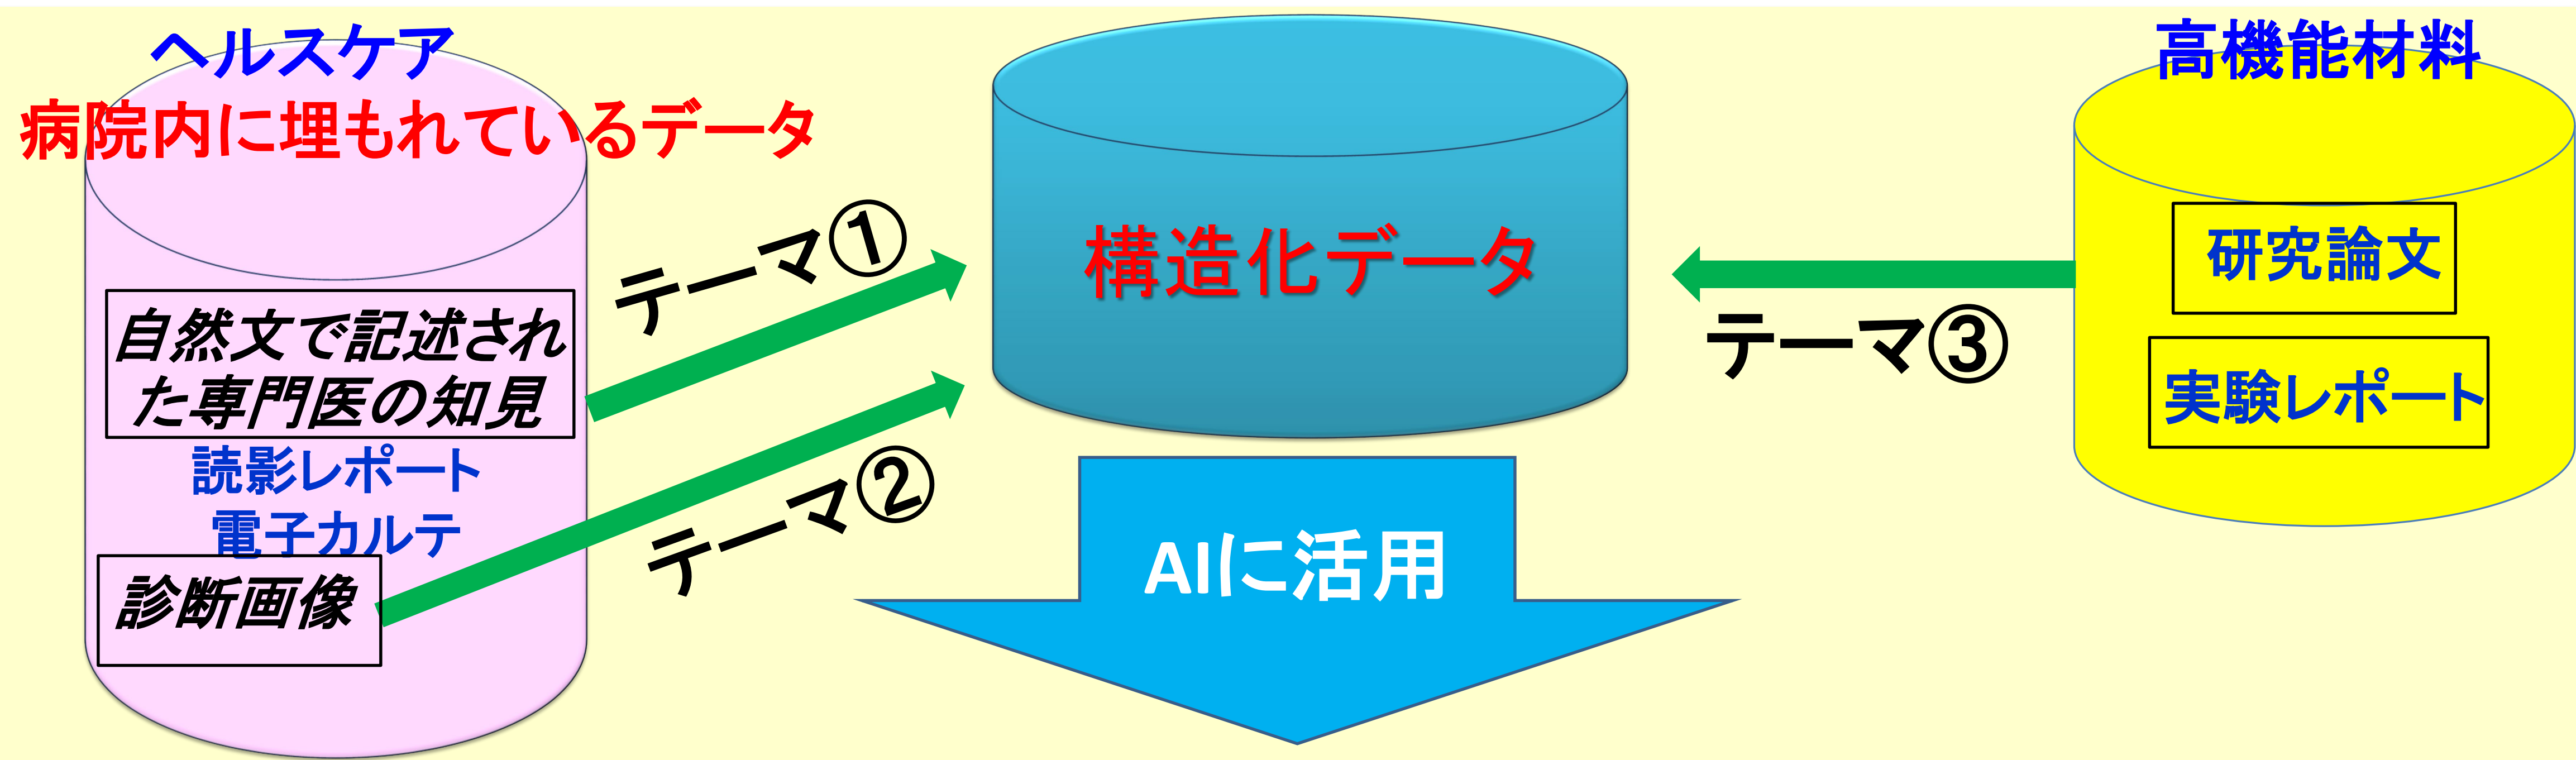 ヘルスケア
病院内に埋もれているデータ
自然文で記述され
た専門医の知見
読影レポート
電子カルテ
診断画像
テーマ①
テーマ②
構造化データ
AIに活用
テーマ③
高機能材料
研究論文
実験レポート